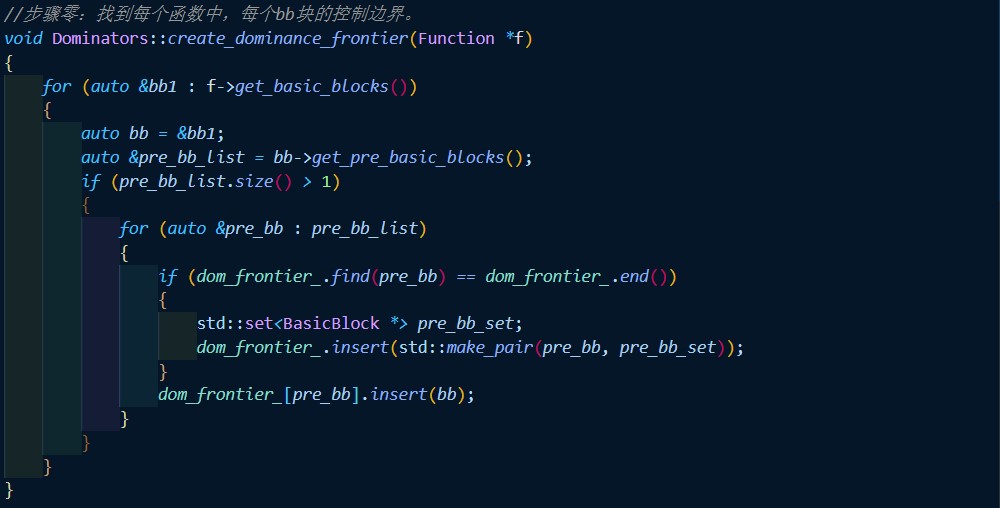 //步骤零：找到每个函数中，每个bb块的控制边界。
void Dominators::create_dominance_frontier(Function *f)
{
    for (auto &bb1 : f->get_basic_blocks())
    {
        auto bb = &bb1;
        auto &pre_bb_list = bb->get_pre_basic_blocks();
        if (pre_bb_list.size() > 1)
        {
            for (auto &pre_bb : pre_bb_list)
            {
                if (dom_frontier_.find(pre_bb) == dom_frontier_.end())
                {
                    std::set<BasicBlock *> pre_bb_set;
                    dom_frontier_.insert(std::make_pair(pre_bb, pre_bb_set));
                }
                dom_frontier_[pre_bb].insert(bb);
            }
        }
    }
}